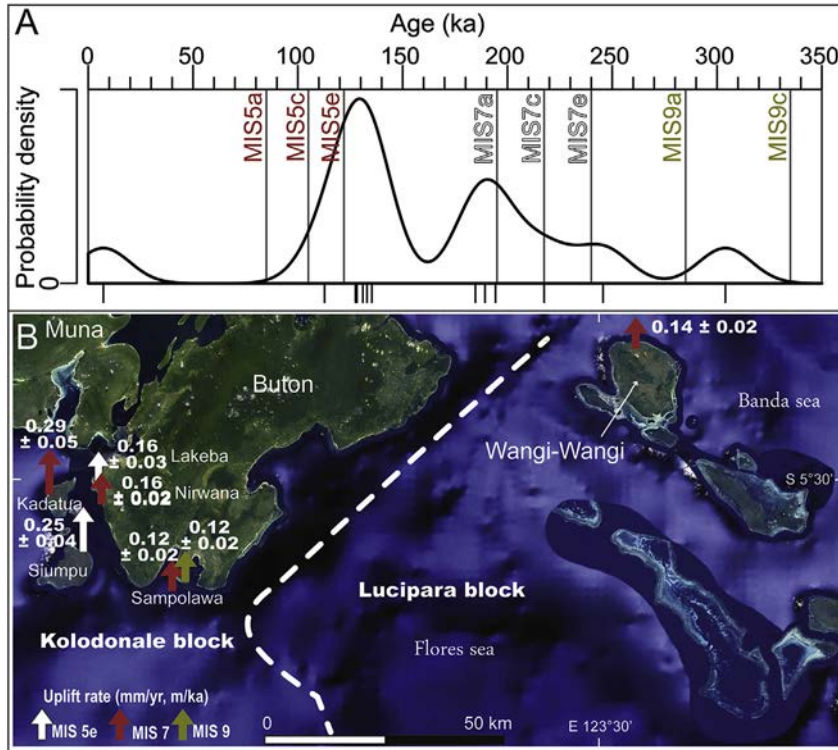 A
Age (ka)
0 50 100 150 200 250 300 350
Probability density
0
MIS5a
MIS5c
MIS5e
MIS7a
MIS7c
MIS7e
MIS9a
MIS9c
B
Muna
Buton
0.14 ± 0.02
Banda sea
Wangi-Wangi
S 5°30'
0.29
± 0.05
0.16
± 0.03
Lakeba
0.16
± 0.02
Nirwana
Kadatua
0.25
± 0.04
Siumpu
0.12
± 0.02
0.12
± 0.02
Sampolawa
Lucipara block
Kolodonale block
Flores sea
Uplift rate (mm/yr, m/ka)
MIS 5e MIS 7 MIS 9
0 50 km
E 123°30'